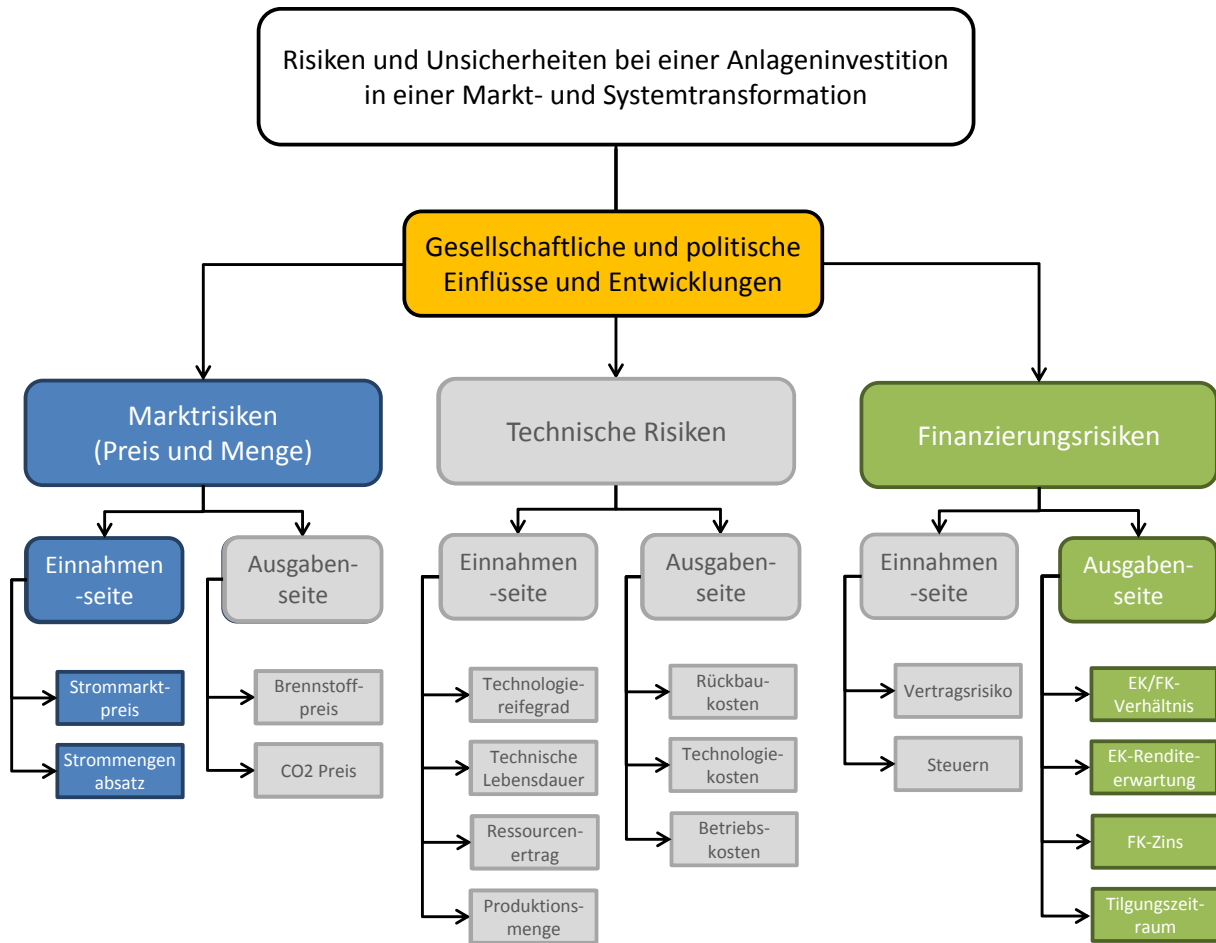 Risiken und Unsicherheiten bei einer Anlageninvestition
in einer Markt- und Systemtransformation
Gesellschaftliche und politische
Einflüsse und Entwicklungen
Marktrisiken
(Preis und Menge)
Technische Risiken
Finanzierungsrisiken
Einnahmen
-seite
Ausgaben-
seite
Einnahmen
-seite
Ausgaben-
seite
Einnahmen
-seite
Ausgaben-
seite
Strommarkt-
preis
Strommengen
absatz
Brennstoff-
preis
CO2 Preis
Technologie-
reifegrad
Technische
Lebensdauer
Ressourcen-
ertrag
Produktions-
menge
Rückbau-
kosten
Technologie-
kosten
Betriebs-
kosten
Vertragsrisiko
Steuern
EK/FK-
Verhältnis
EK-Rendite-
erwartung
FK-Zins
Tilgungszeit-
raum